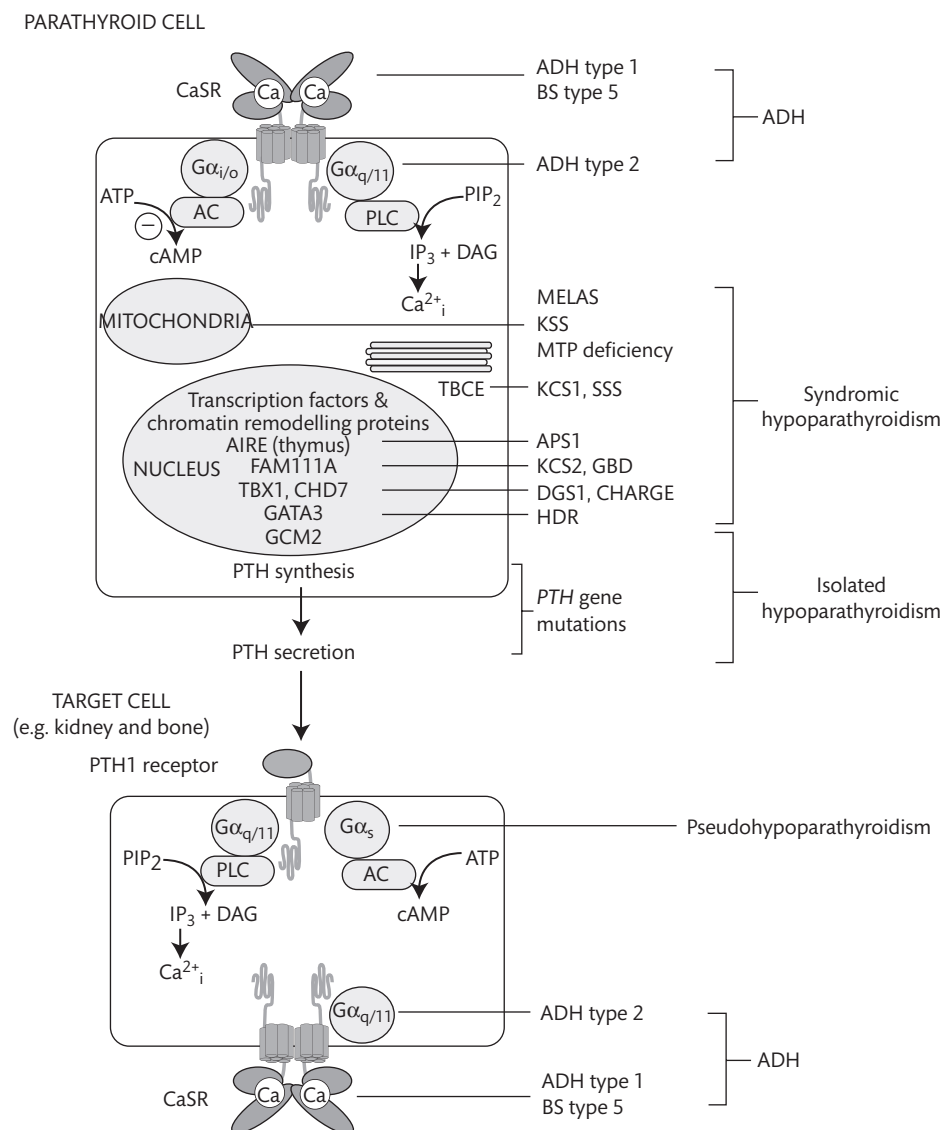 PARATHYROID CELL
CaSR
Ca Ca
ADH type 1
BS type 5
ADH
Gαi/o
Gαq/11
ADH type 2
ATP
AC
PLC
PIP2
−
cAMP
IP3 + DAG
Ca2+i
MITOCHONDRIA
MELAS
KSS
MTP deficiency
TBCE
KCS1, SSS
Syndromic
hypoparathyroidism
Transcription factors &
chromatin remodelling proteins
AIRE (thymus)
APS1
NUCLEUS
FAM111A
KCS2, GBD
TBX1, CHD7
DGS1, CHARGE
GATA3
HDR
GCM2
PTH synthesis
PTH gene
mutations
Isolated
hypoparathyroidism
PTH secretion
TARGET CELL
(e.g. kidney and bone)
PTH1 receptor
Gαq/11
Gαs
Pseudohypoparathyroidism
PIP2
PLC
AC
ATP
IP3 + DAG
cAMP
Ca2+i
Gαq/11
ADH type 2
ADH
CaSR
Ca Ca
ADH type 1
BS type 5